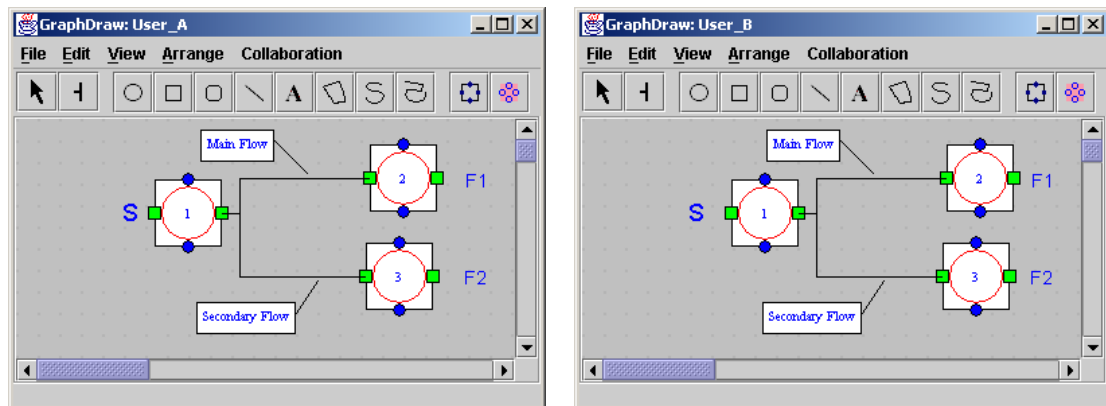 GraphDraw: User_A
File Edit View Arrange Collaboration
A
Main Flow
2 F1
S 1
3 F2
Secondary Flow
GraphDraw: User_B
File Edit View Arrange Collaboration
A
Main Flow
2 F1
S 1
3 F2
Secondary Flow